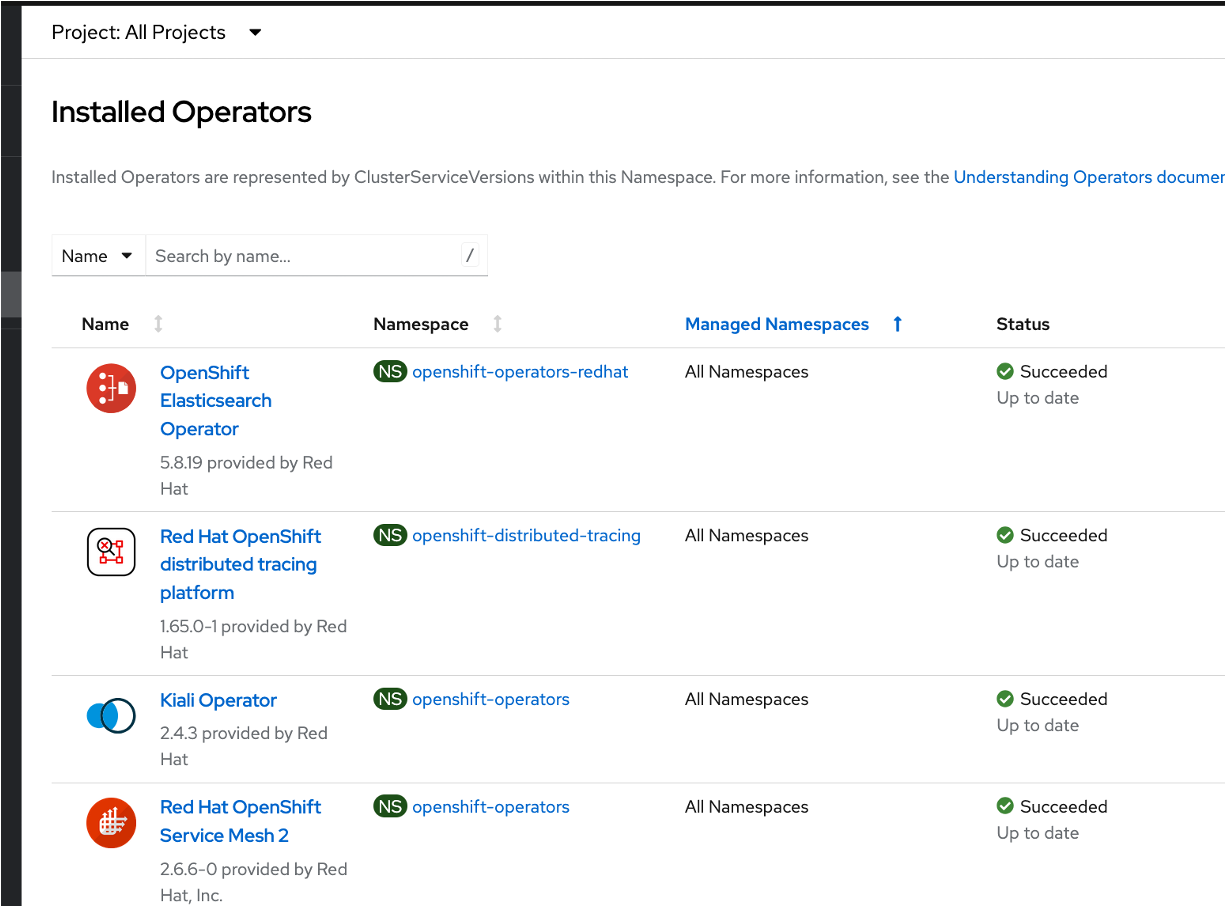 Project: All Projects
Installed Operators
Installed Operators are represented by ClusterServiceVersions within this Namespace. For more information, see the Understanding Operators documen
Name Search by name... /
Name Namespace Managed Namespaces Status
OpenShift Elasticsearch Operator
5.8.19 provided by Red Hat
NS openshift-operators-redhat
All Namespaces
Succeeded
Up to date
Red Hat OpenShift distributed tracing platform
1.65.0-1 provided by Red Hat
NS openshift-distributed-tracing
All Namespaces
Succeeded
Up to date
Kiali Operator
2.4.3 provided by Red Hat
NS openshift-operators
All Namespaces
Succeeded
Up to date
Red Hat OpenShift Service Mesh 2
2.6.6-0 provided by Red Hat, Inc.
NS openshift-operators
All Namespaces
Succeeded
Up to date